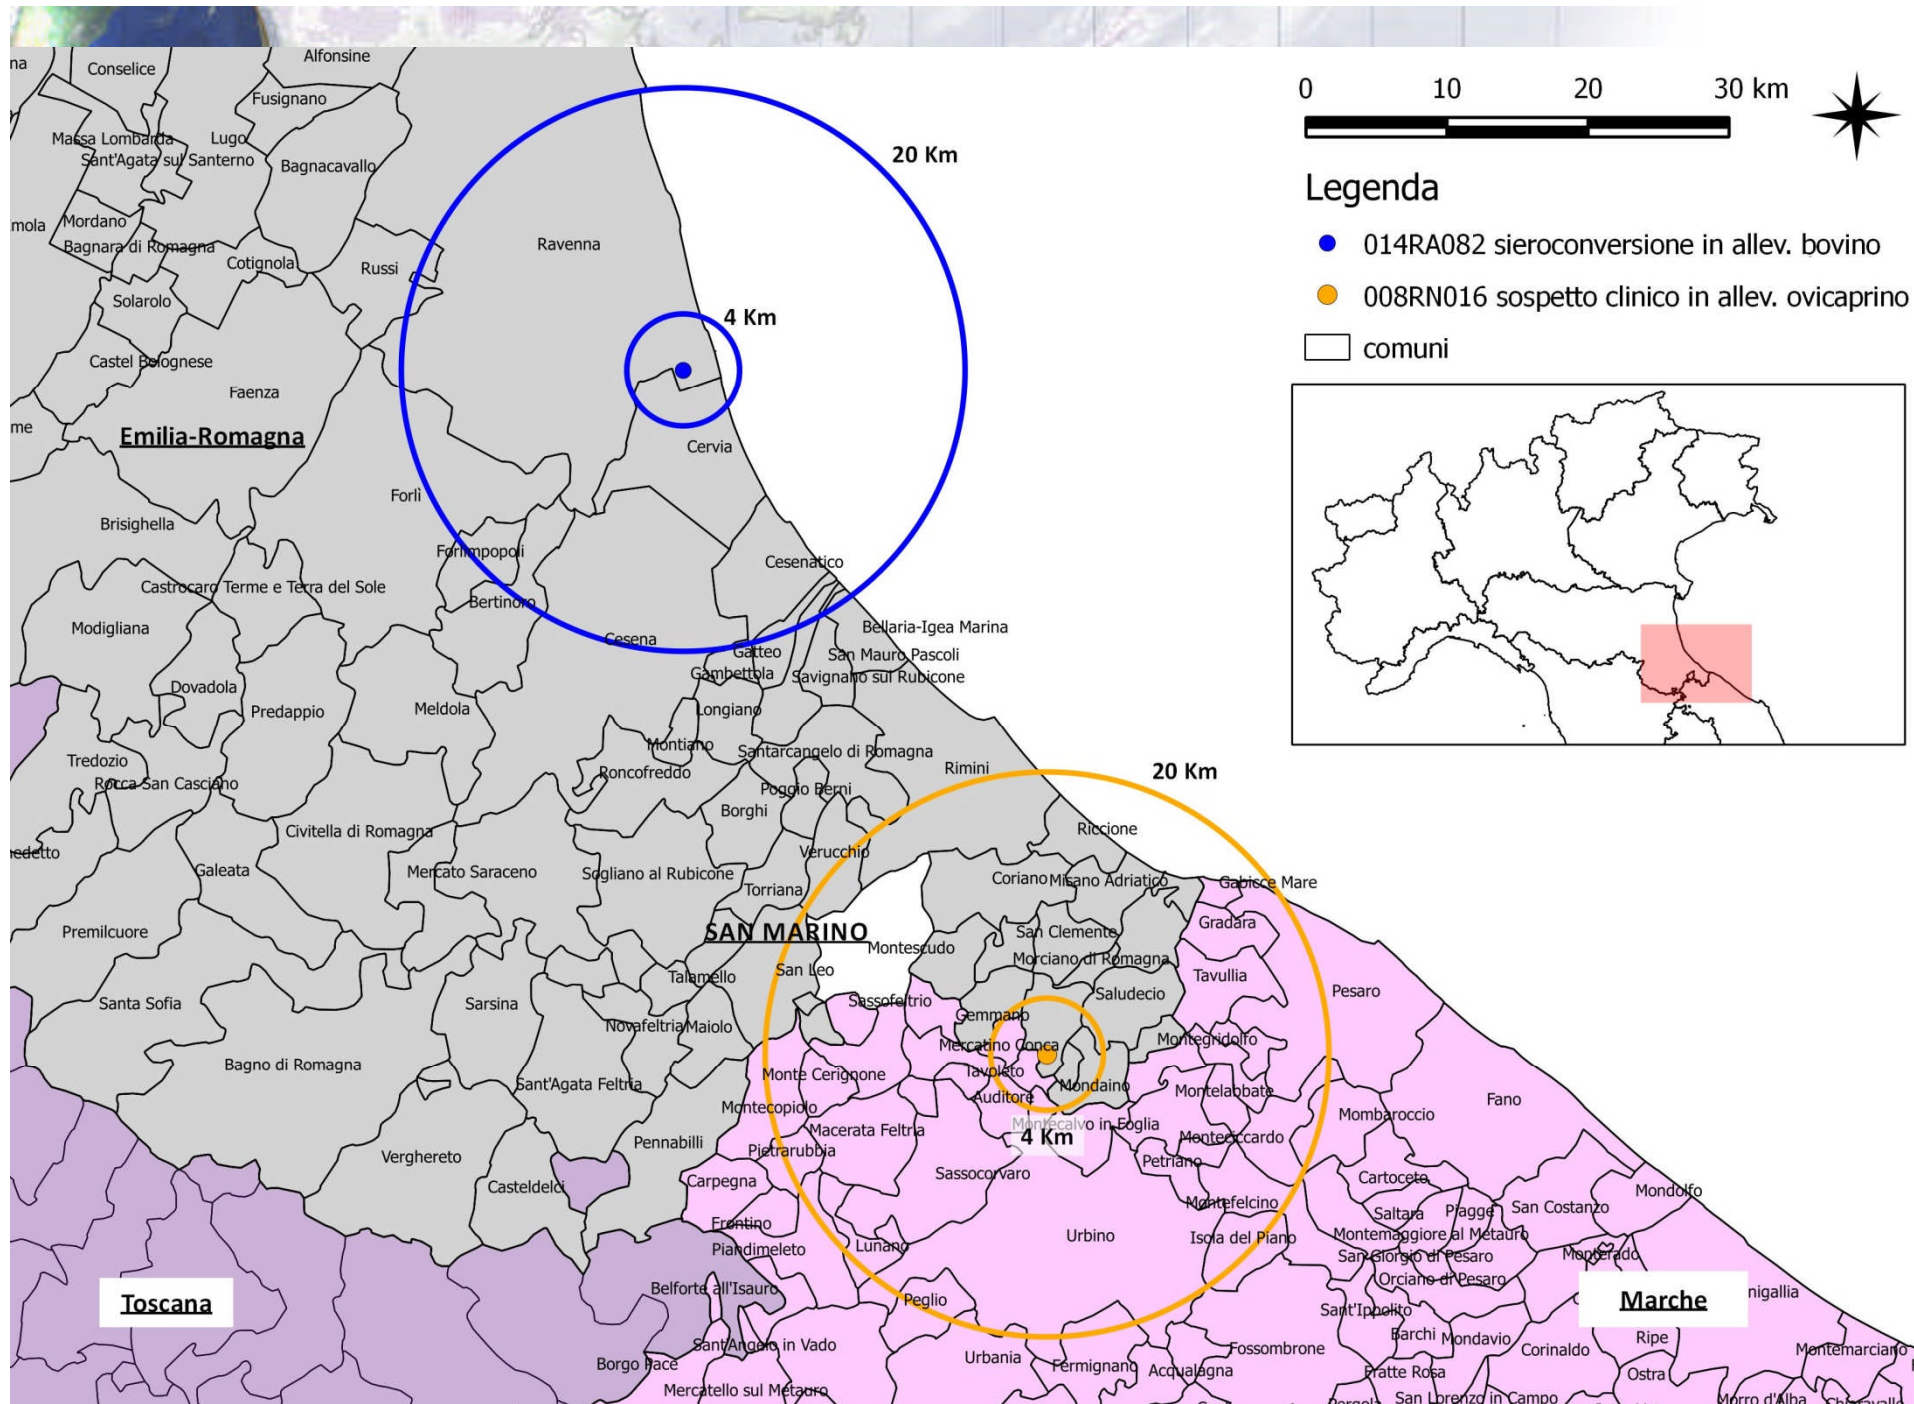 na
Conselice
Alfonsine
Fusignano
Massa Lombarda
Lugo
Sant'Agata sul Santerno
Bagnacavallo
mola
Mordano
Bagnara di Romagna
Cotignola
Russi
Ravenna
Solarolo
Castel Bolognese
Faenza
me
Emilia-Romagna
20 Km
4 Km
Cervia
Forlì
Brisighella
Forlimpopoli
Cesenatico
Castrocaro Terme e Terra del Sole
Bertinoro
Modigliana
Cesena
Bellaria-Igea Marina
Gatteo
San Mauro Pascoli
Gambettola
Savignano sul Rubicone
Dovadola
Predappio
Meldola
Longiano
Montiano
Santarcangelo di Romagna
Tredozio
Rocca San Casciano
Roncofreddo
Rimini
20 Km
Poggio Berni
Borghi
Civitella di Romagna
Riccione
nedetto
Verucchio
Galeata
Mercato Saraceno
Sogliano al Rubicone
Torriana
Coriano
Misano Adriatico
Gabicce Mare
Premilcuore
SAN MARINO
San Clemente
Gradara
Montescudo
Morciano di Romagna
Talamello
San Leo
Tavullia
Pesaro
Santa Sofia
Sarsina
Sassofeltrio
Saludecio
Gemmano
Novafeltria
Maiolo
Mercatino Conca
Montegridolfo
Bagno di Romagna
Monte Cerignone
Tavoleto
Sant'Agata Feltria
Mondaino
Montelabbate
Auditore
Fano
Montecopiolo
Mombaroccio
Macerata Feltria
Montecalvo in Foglia
4 Km
Monteciccardo
Pennabilli
Pietrarubbia
Verghereto
Petriano
Sassocorvaro
Carpegna
Casteldelci
Cartoceto
Mondolfo
Montefelcino
San Costanzo
Saltara
Piagge
Frontino
Urbino
Isola del Piano
Montemaggiore al Metauro
Lunano
Piandimeleto
San Giorgio di Pesaro
Monterado
Orciano di Pesaro
Belforte all'Isauro
Toscana
Peglio
Marche
nigallia
Sant'Ippolito
Barchi
Mondavio
Ripe
Sant'Angelo in Vado
Fossombrone
Corinaldo
Montemarciano
Urbania
Borgo Pace
Fermignano
Acqualagna
Fratte Rosa
Ostra
Mercatello sul Metauro
San Lorenzo in Campo
Pergola
Morro d'Alba
Chiaravalle
0 10 20 30 km
Legenda
014RA082 sieroconversione in allev. bovino
008RN016 sospetto clinico in allev. ovicaprino
comuni